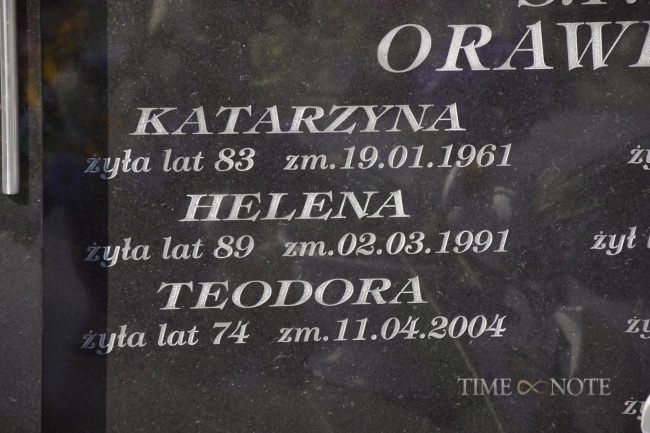 KATARZYNA
żyła lat 83 zm.19.01.1961
HELENA
żyła lat 89 zm.02.03.1991
żył
TEODORA
żyła lat 74 zm.11.04.2004
TIME NOTE